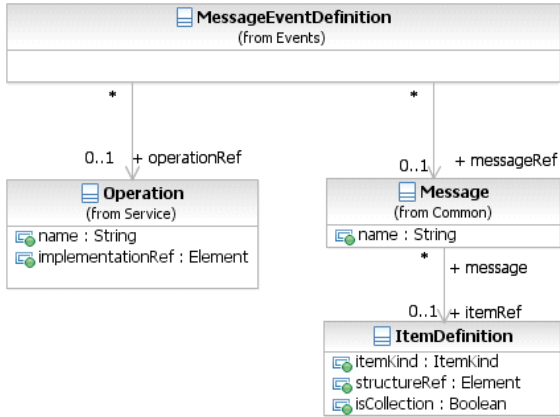 MessageEventDefinition
(from Events)
*
*
0..1 + operationRef
0..1 + messageRef
Operation
(from Service)
name : String
implementationRef : Element
Message
(from Common)
name : String
*
+ message
0..1 + itemRef
ItemDefinition
itemKind : ItemKind
structureRef : Element
isCollection : Boolean